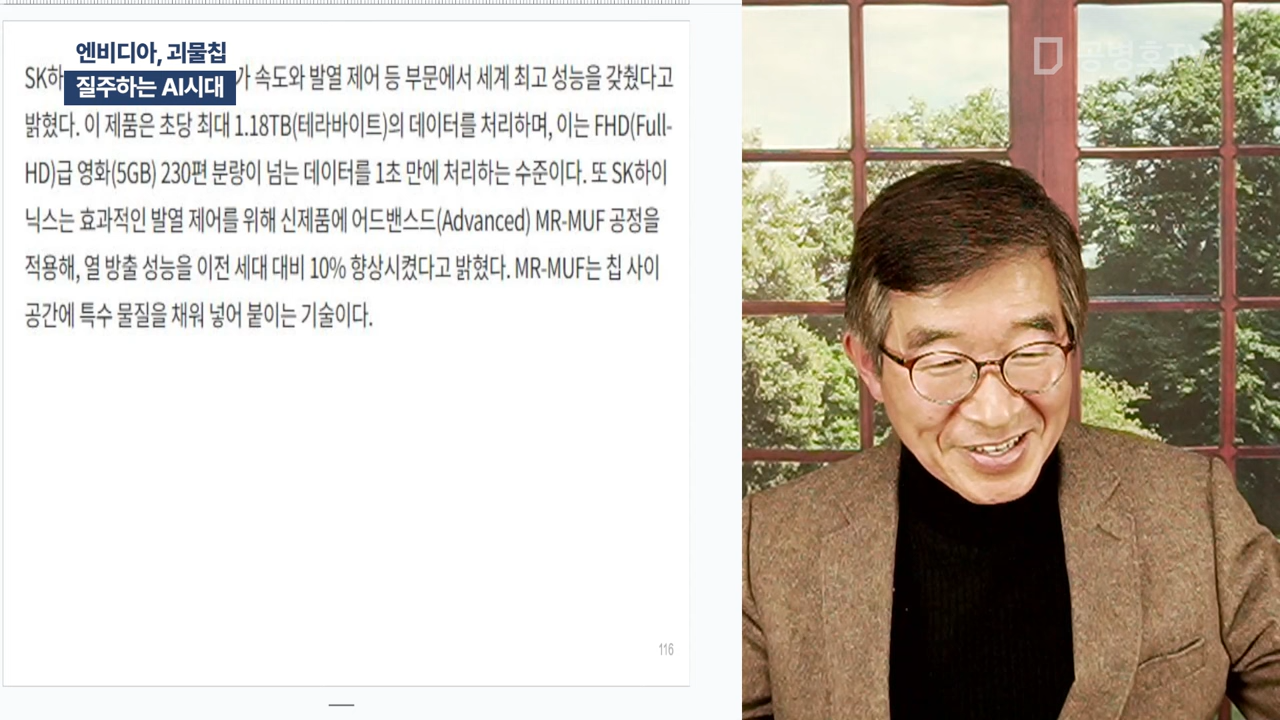 엔비디아, 괴물칩
질주하는 AI시대
SK하 가 속도와 발열 제어 등 부문에서 세계 최고 성능을 갖췄다고
밝혔다. 이 제품은 초당 최대 1.18TB(테라바이트)의 데이터를 처리하며, 이는 FHD(Full-
HD)급 영화(5GB) 230편 분량이 넘는 데이터를 1초 만에 처리하는 수준이다. 또 SK하이
닉스는 효과적인 발열 제어를 위해 신제품에 어드밴스드(Advanced) MR-MUF 공정을
적용해, 열 방출 성능을 이전 세대 대비 10% 향상시켰다고 밝혔다. MR-MUF는 칩 사이
공간에 특수 물질을 채워 넣어 붙이는 기술이다.
116
공병호TV